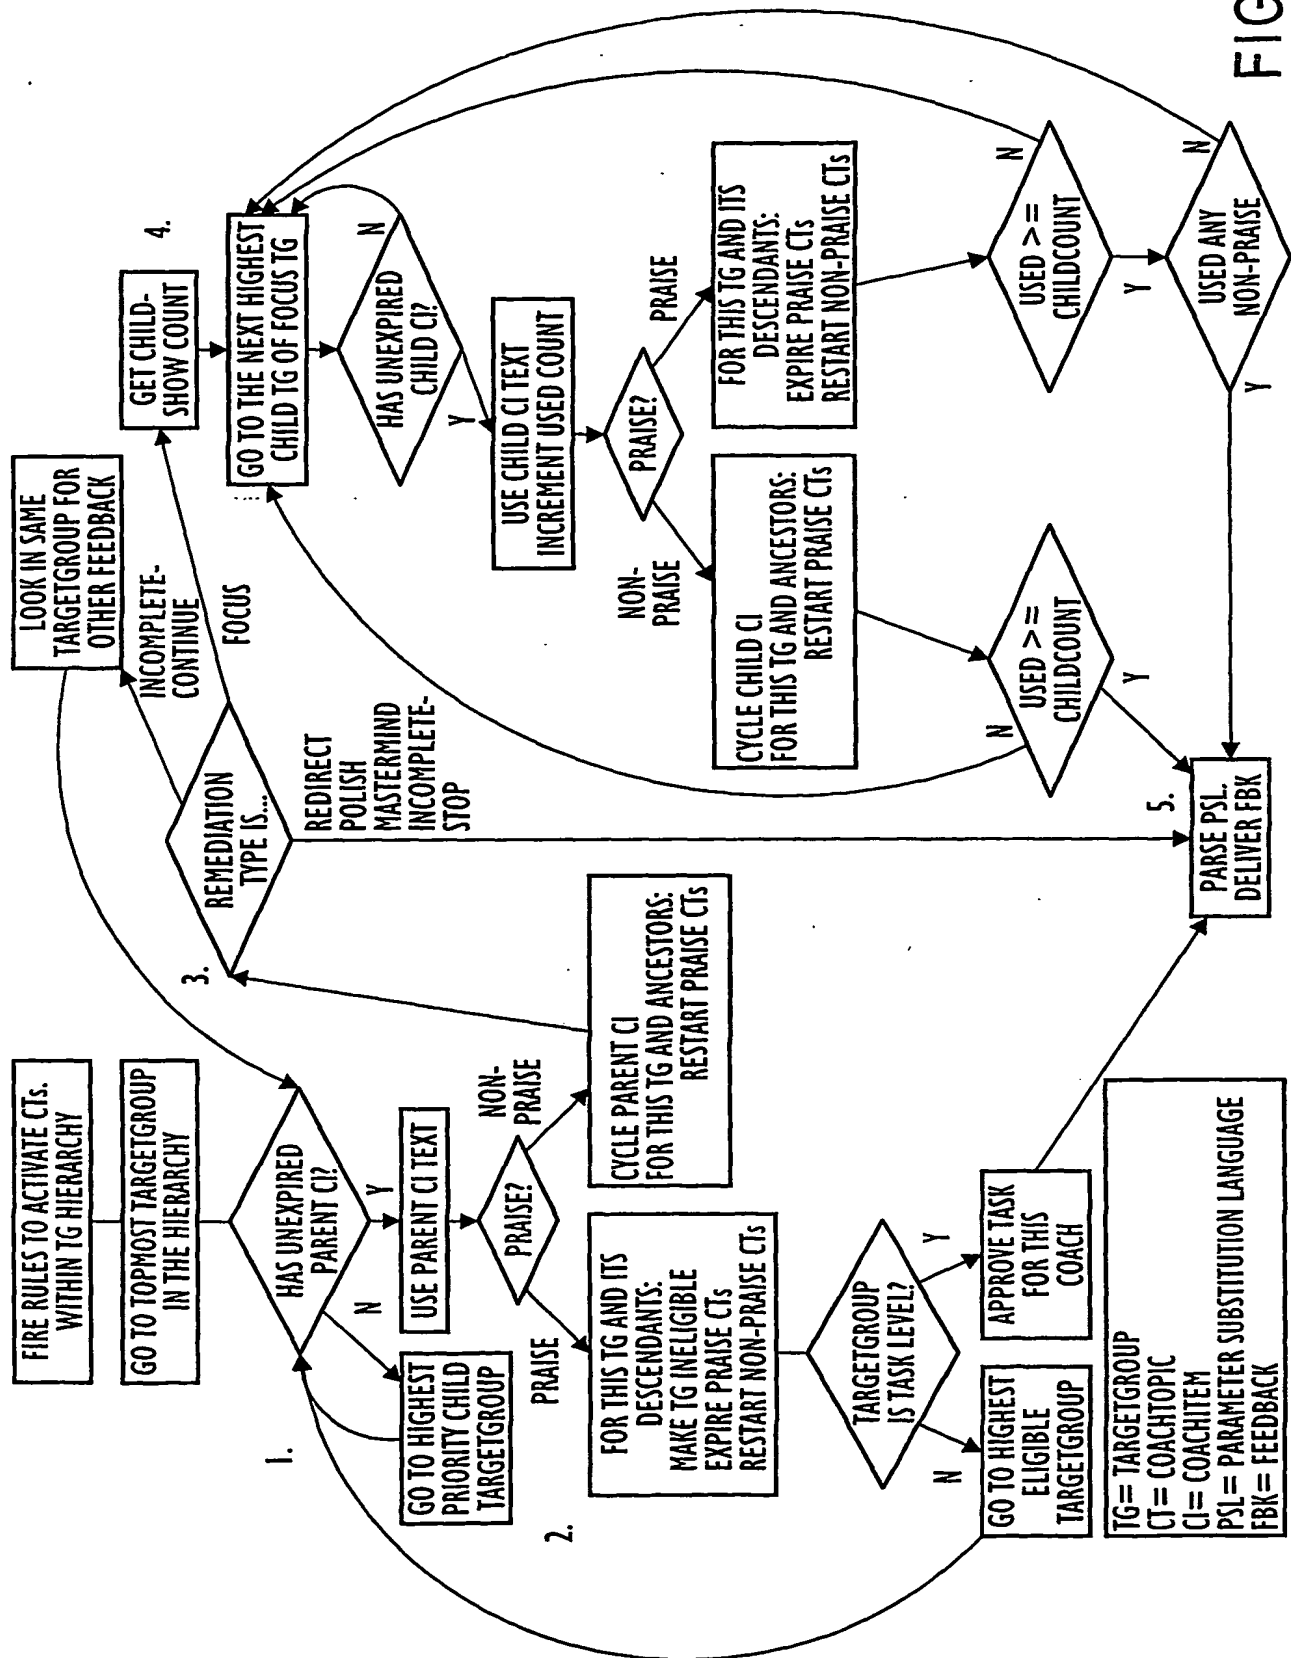 FIRE RULES TO ACTIVATE CTs.
WITHIN TG HIERARCHY
GO TO TOPMOST TARGETGROUP
IN THE HIERARCHY
1.
HAS UNEXPIRED
PARENT CI?
N
Y
GO TO HIGHEST
PRIORITY CHILD
TARGETGROUP
USE PARENT CI TEXT
PRAISE?
PRAISE
NON-
PRAISE
2.
FOR THIS TG AND ITS
DESCENDANTS:
MAKE TG INELIGIBLE
EXPIRE PRAISE CTs
RESTART NON-PRAISE CTs
CYCLE PARENT CI
FOR THIS TG AND ANCESTORS:
RESTART PRAISE CTs
TARGETGROUP
IS TASK LEVEL?
N
Y
GO TO HIGHEST
ELIGIBLE
TARGETGROUP
APPROVE TASK
FOR THIS
COACH
TG= TARGETGROUP
CT= COACHTOPIC
CI= COACHITEM
PSL= PARAMETER SUBSTITUTION LANGUAGE
FBK= FEEDBACK
3.
REMEDIATION
TYPE IS...
LOOK IN SAME
TARGETGROUP FOR
OTHER FEEDBACK
INCOMPLETE-
CONTINUE
FOCUS
REDIRECT
POLISH
MASTERMIND
INCOMPLETE-
STOP
4.
GET CHILD-
SHOW COUNT
GO TO THE NEXT HIGHEST
CHILD TG OF FOCUS TG
HAS UNEXPIRED
CHILD CI?
N
Y
USE CHILD CI TEXT
INCREMENT USED COUNT
PRAISE?
NON-
PRAISE
PRAISE
CYCLE CHILD CI
FOR THIS TG AND ANCESTORS:
RESTART PRAISE CTs
FOR THIS TG AND ITS
DESCENDANTS:
EXPIRE PRAISE CTs
RESTART NON-PRAISE CTs
USED >=
CHILDCOUNT
N
Y
USED >=
CHILDCOUNT
N
Y
USED ANY
NON-PRAISE
N
Y
5.
PARSE PSL.
DELIVER FBK
FIG